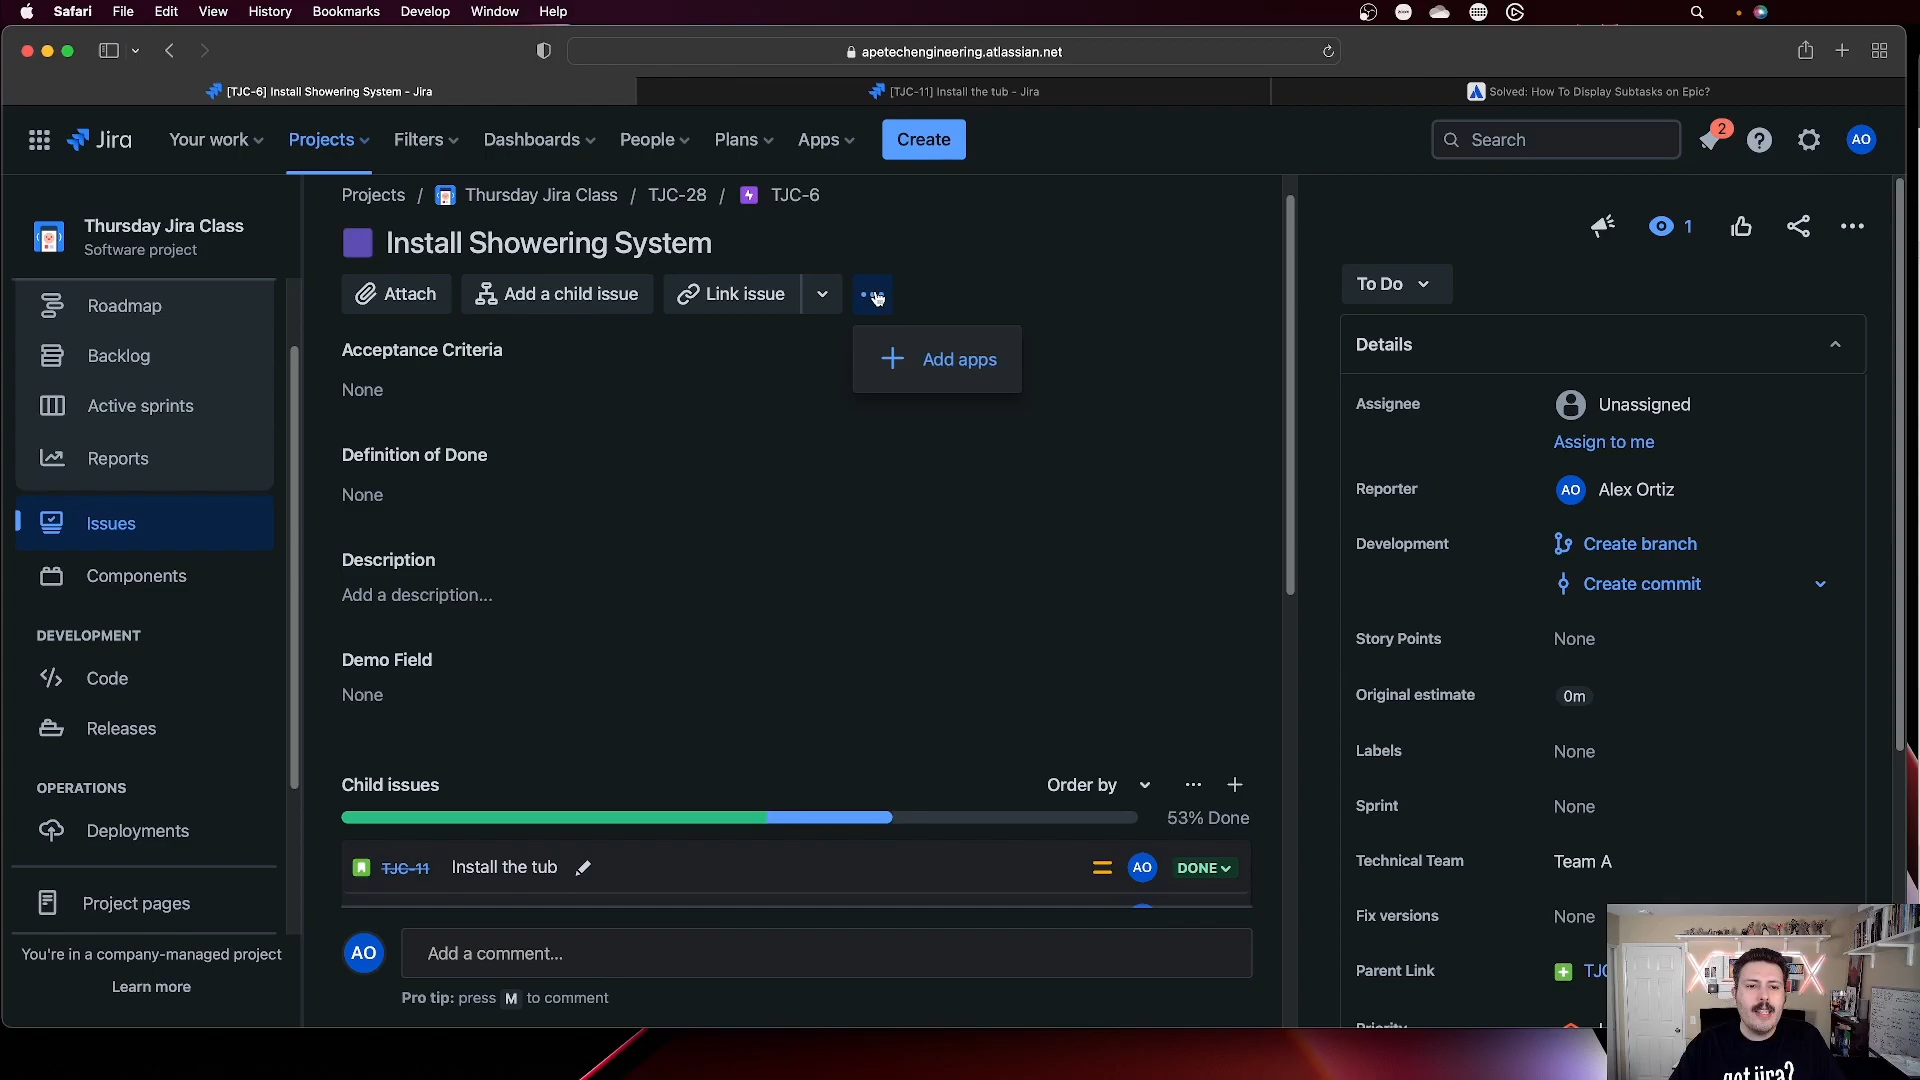 Safari File Edit View History Bookmarks Develop Window Help
apetechengineering.atlassian.net
[TJC-6] Install Showering System - Jira
[TJC-11] Install the tub - Jira
Solved: How To Display Subtasks on Epic?
Jira
Your work
Projects
Filters
Dashboards
People
Plans
Apps
Create
Search
2
AO
Thursday Jira Class
Software project
Roadmap
Backlog
Active sprints
Reports
Issues
Components
DEVELOPMENT
Code
Releases
OPERATIONS
Deployments
Project pages
You're in a company-managed project
Learn more
Projects / Thursday Jira Class / TJC-28 / TJC-6
Install Showering System
Attach
Add a child issue
Link issue
Add apps
Acceptance Criteria
None
Definition of Done
None
Description
Add a description...
Demo Field
None
Child issues
Order by
53% Done
TJC-11 Install the tub AO DONE
AO
Add a comment...
Pro tip: press M to comment
1
To Do
Details
Assignee
Unassigned
Assign to me
Reporter
AO Alex Ortiz
Development
Create branch
Create commit
Story Points
None
Original estimate
0m
Labels
None
Sprint
None
Technical Team
Team A
Fix versions
None
Parent Link
Priority
got jira?